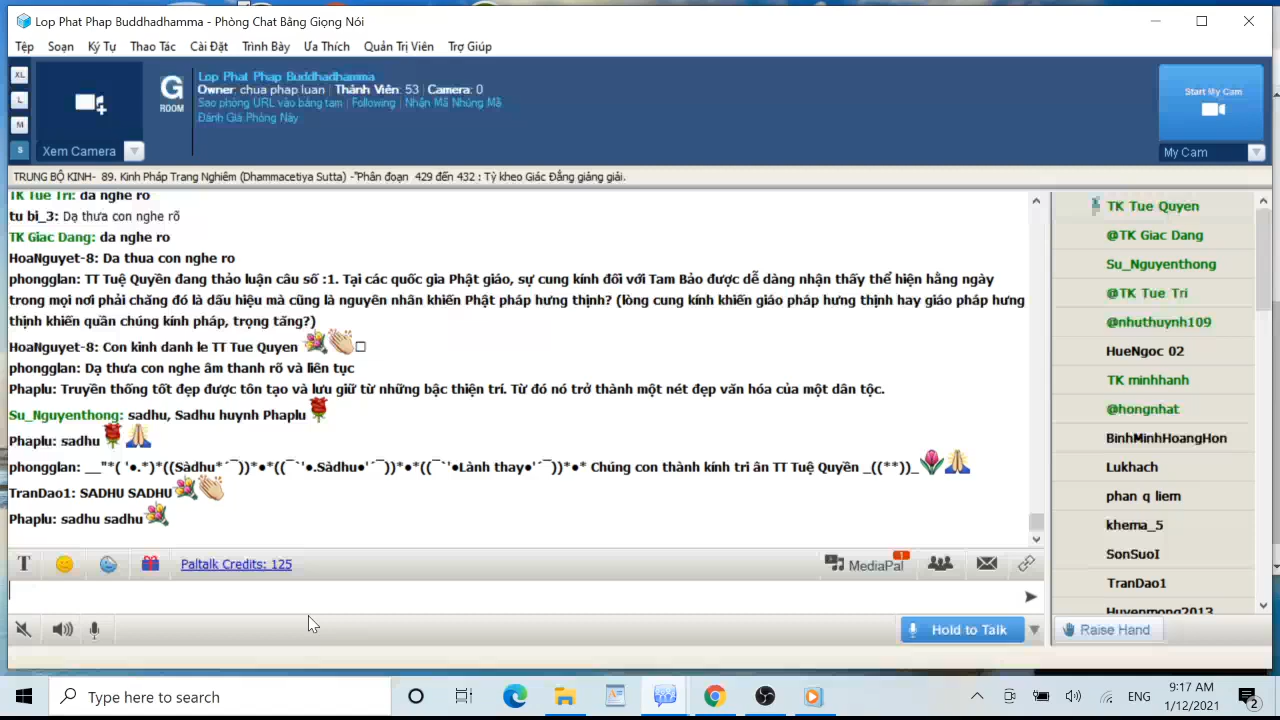 Lop Phat Phap Buddhadhamma - Phòng Chat Bằng Giọng Nói
Tệp Soạn Ký Tự Thao Tác Cài Đặt Trình Bày Ưa Thích Quản Trị Viên Trợ Giúp
XL
L
M
S
Xem Camera
G
ROOM
Lop Phat Phap Buddhadhamma
Owner: chua phap luan | Thành Viên: 53 | Camera: 0
Sao phòng URL vào bảng tạm | Following | Nhận Mã Nhúng Mã
Đánh Giá Phòng Này
Start My Cam
My Cam
TRUNG BỘ KINH- 89. Kinh Pháp Trang Nghiêm (Dhammacetiya Sutta) -"Phân đoạn 429 đến 432 : Tỳ kheo Giác Đẳng giảng giải.
TK Tue Tri: da nghe ro
tu bi_3: Dạ thưa con nghe rõ
TK Giac Dang: da nghe ro
HoaNguyet-8: Da thua con nghe ro
phongglan: TT Tuệ Quyền đang thảo luận câu số :1. Tại các quốc gia Phật giáo, sự cung kính đối với Tam Bảo được dễ dàng nhận thấy thể hiện hằng ngày
trong mọi nơi phải chăng đó là dấu hiệu mà cũng là nguyên nhân khiến Phật pháp hưng thịnh? (lòng cung kính khiến giáo pháp hưng thịnh hay giáo pháp hưng
thịnh khiến quần chúng kính pháp, trọng tăng?)
HoaNguyet-8: Con kinh danh le TT Tue Quyen
phongglan: Dạ thưa con nghe âm thanh rõ và liên tục
Phaplu: Truyền thống tốt đẹp được tôn tạo và lưu giữ từ những bậc thiện trí. Từ đó nó trở thành một nét đẹp văn hóa của một dân tộc.
Su_Nguyenthong: sadhu, Sadhu huynh Phaplu
Phaplu: sadhu
phongglan: __"*( '●.*)*((Sàdhu*´¯))*●*((¯`'●.Sàdhu●'´¯))*●*((¯`'●Lành thay●'´¯))*●* Chúng con thành kính tri ân TT Tuệ Quyền _((**))_
TranDao1: SADHU SADHU
Phaplu: sadhu sadhu
TK Tue Quyen
@TK Giac Dang
Su_Nguyenthong
@TK Tue Tri
@nhuthuynh109
HueNgoc 02
TK minhhanh
@hongnhat
BinhMinhHoangHon
Lukhach
phan q liem
khema_5
SonSuoI
TranDao1
Huyenmong2013
T Paltalk Credits: 125 MediaPal 1
Hold to Talk
Raise Hand
Type here to search
ENG
9:17 AM
1/12/2021
2